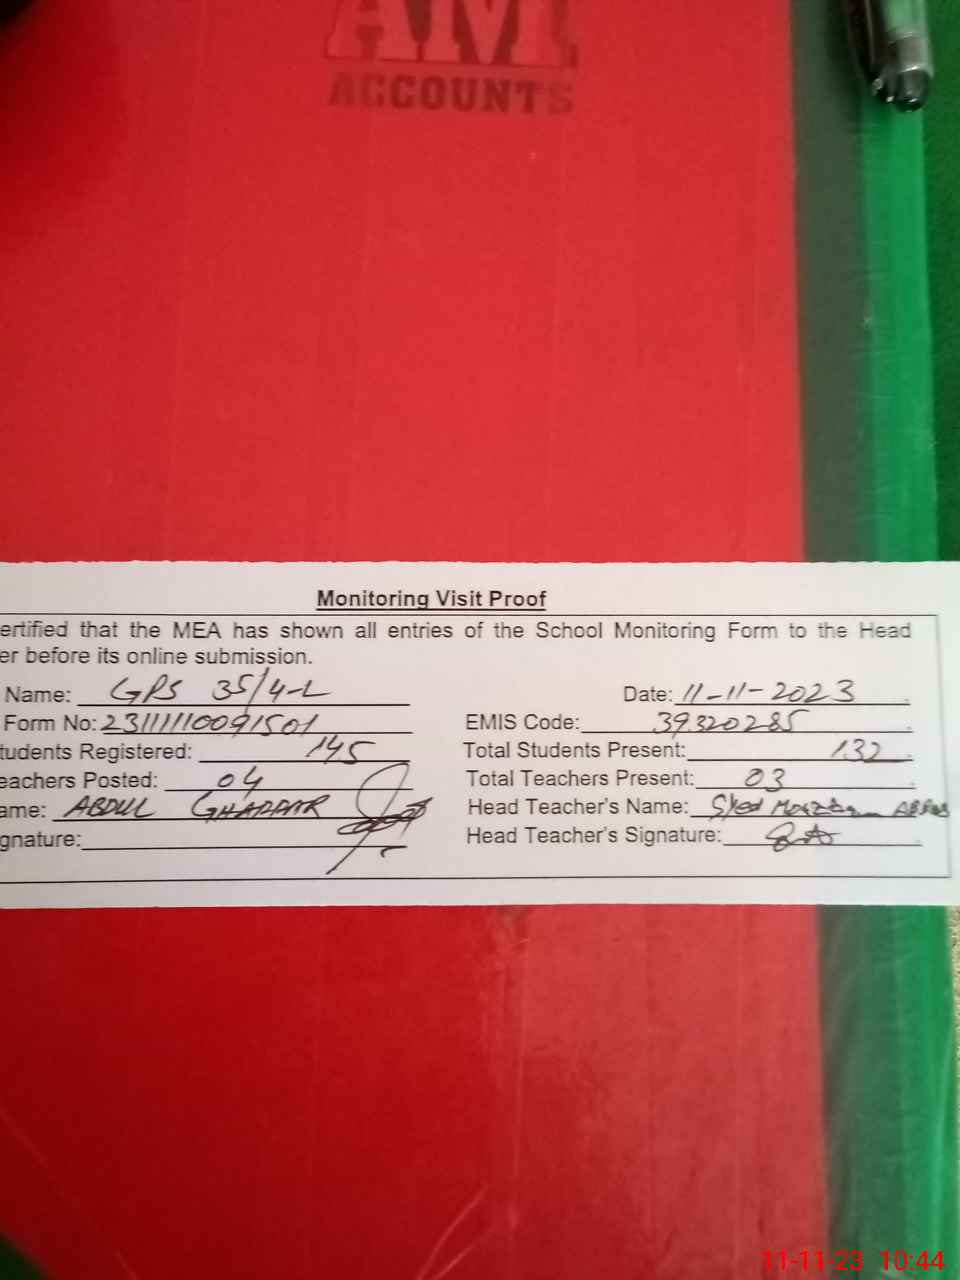 AM
ACCOUNTS
Monitoring Visit Proof
ertified that the MEA has shown all entries of the School Monitoring Form to the Head
er before its online submission.
Name: GPS 35/4-L Date: 11-11-2023
Form No: EMIS Code: 39320285
tudents Registered: 145 Total Students Present: 132
eachers Posted: 04 Total Teachers Present: 03
ame: ABDUL GHAFFAR Head Teacher's Name: Syed ABBAS
gnature: Head Teacher's Signature:
11-11-23 10:44